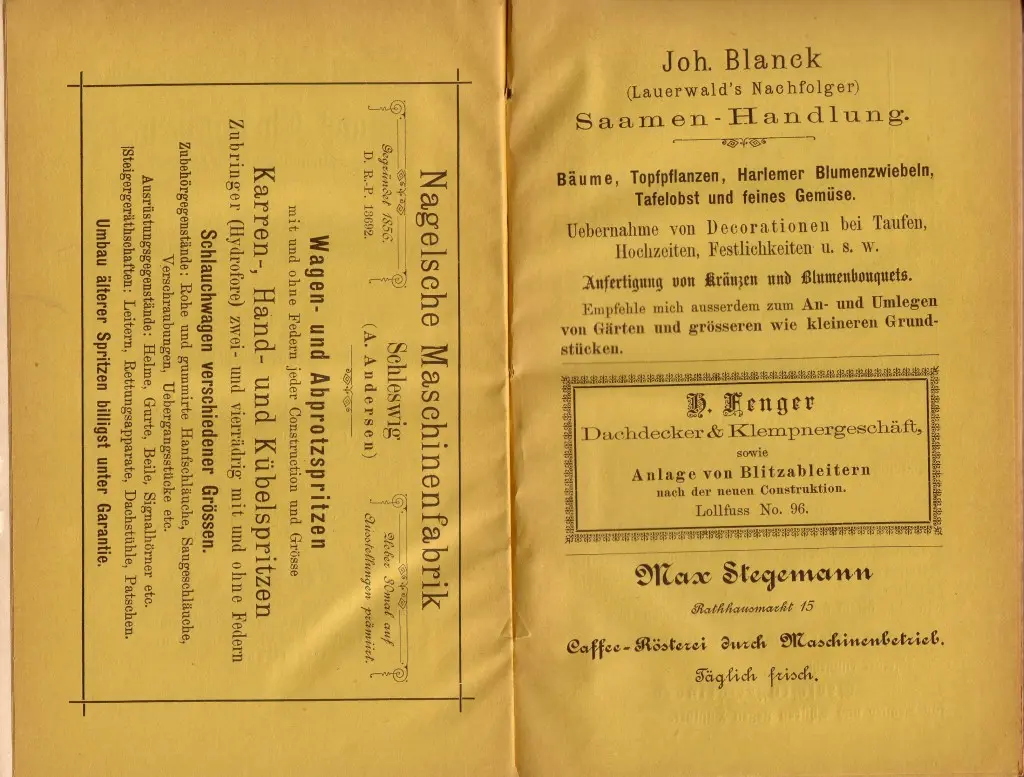 Nagelsche Maschinenfabrik
Gegründet 1856.
D. R.-P. 13692.
Schleswig
(A. Andersen)
Ueber 30mal auf
Ausstellungen prämiirt.
Wagen- und Abprotzspritzen
mit und ohne Federn jeder Construction und Grösse
Karren-, Hand- und Kübelspritzen
Zubringer (Hydrofore) zwei- und vierrädrig mit und ohne Federn
Schlauchwagen verschiedener Grössen.
Zubehörgegenstände: Rohe und gummirte Hanfschläuche, Saugeschläuche,
Verschraubungen, Uebergangsstücke etc.
Ausrüstungsgegenstände: Helme, Gurte, Beile, Signalhörner etc.
Steigergeräthschaften: Leitern, Rettungsapparate, Dachstühle, Patschen.
Umbau älterer Spritzen billigst unter Garantie.
Joh. Blanck
(Lauerwald's Nachfolger)
Saamen-Handlung.
Bäume, Topfpflanzen, Harlemer Blumenzwiebeln,
Tafelobst und feines Gemüse.
Uebernahme von Decorationen bei Taufen,
Hochzeiten, Festlichkeiten u. s. w.
Anfertigung von Kränzen und Blumenbouquets.
Empfehle mich ausserdem zum An- und Umlegen
von Gärten und grösseren wie kleineren Grund-
stücken.
H. Fenger
Dachdecker & Klempnergeschäft,
sowie
Anlage von Blitzableitern
nach der neuen Construktion.
Lollfuss No. 96.
Max Stegemann
Rathhausmarkt 15
Caffee-Rösterei durch Maschinenbetrieb.
Täglich frisch.